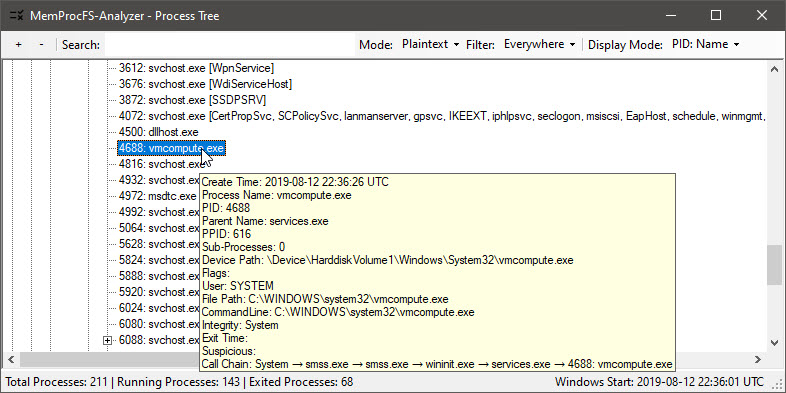 MemProcFS-Analyzer - Process Tree
+ - Search: Mode: Plaintext Filter: Everywhere Display Mode: PID: Name
3612: svchost.exe [WpnService]
3676: svchost.exe [WdiServiceHost]
3872: svchost.exe [SSDPSRV]
4072: svchost.exe [CertPropSvc, SCPolicySvc, lanmanserver, gpsvc, IKEEXT, iphlpsvc, seclogon, msiscsi, EapHost, schedule, winmgmt,
4500: dllhost.exe
4688: vmcompute.exe
4816: svchost.exe
4932: svchost.ex
4972: msdtc.exe
4992: svchost.ex
5064: svchost.ex
5628: svchost.ex
5824: svchost.ex
5888: svchost.ex
5920: svchost.ex
6024: svchost.ex
6080: svchost.ex
6088: svchost.ex
Create Time: 2019-08-12 22:36:26 UTC
Process Name: vmcompute.exe
PID: 4688
Parent Name: services.exe
PPID: 616
Sub-Processes: 0
Device Path: \Device\HarddiskVolume1\Windows\System32\vmcompute.exe
Flags:
User: SYSTEM
File Path: C:\WINDOWS\system32\vmcompute.exe
CommandLine: C:\WINDOWS\system32\vmcompute.exe
Integrity: System
Exit Time:
Suspicious:
Call Chain: System → smss.exe → smss.exe → wininit.exe → services.exe → 4688: vmcompute.exe
Total Processes: 211 | Running Processes: 143 | Exited Processes: 68 Windows Start: 2019-08-12 22:36:01 UTC